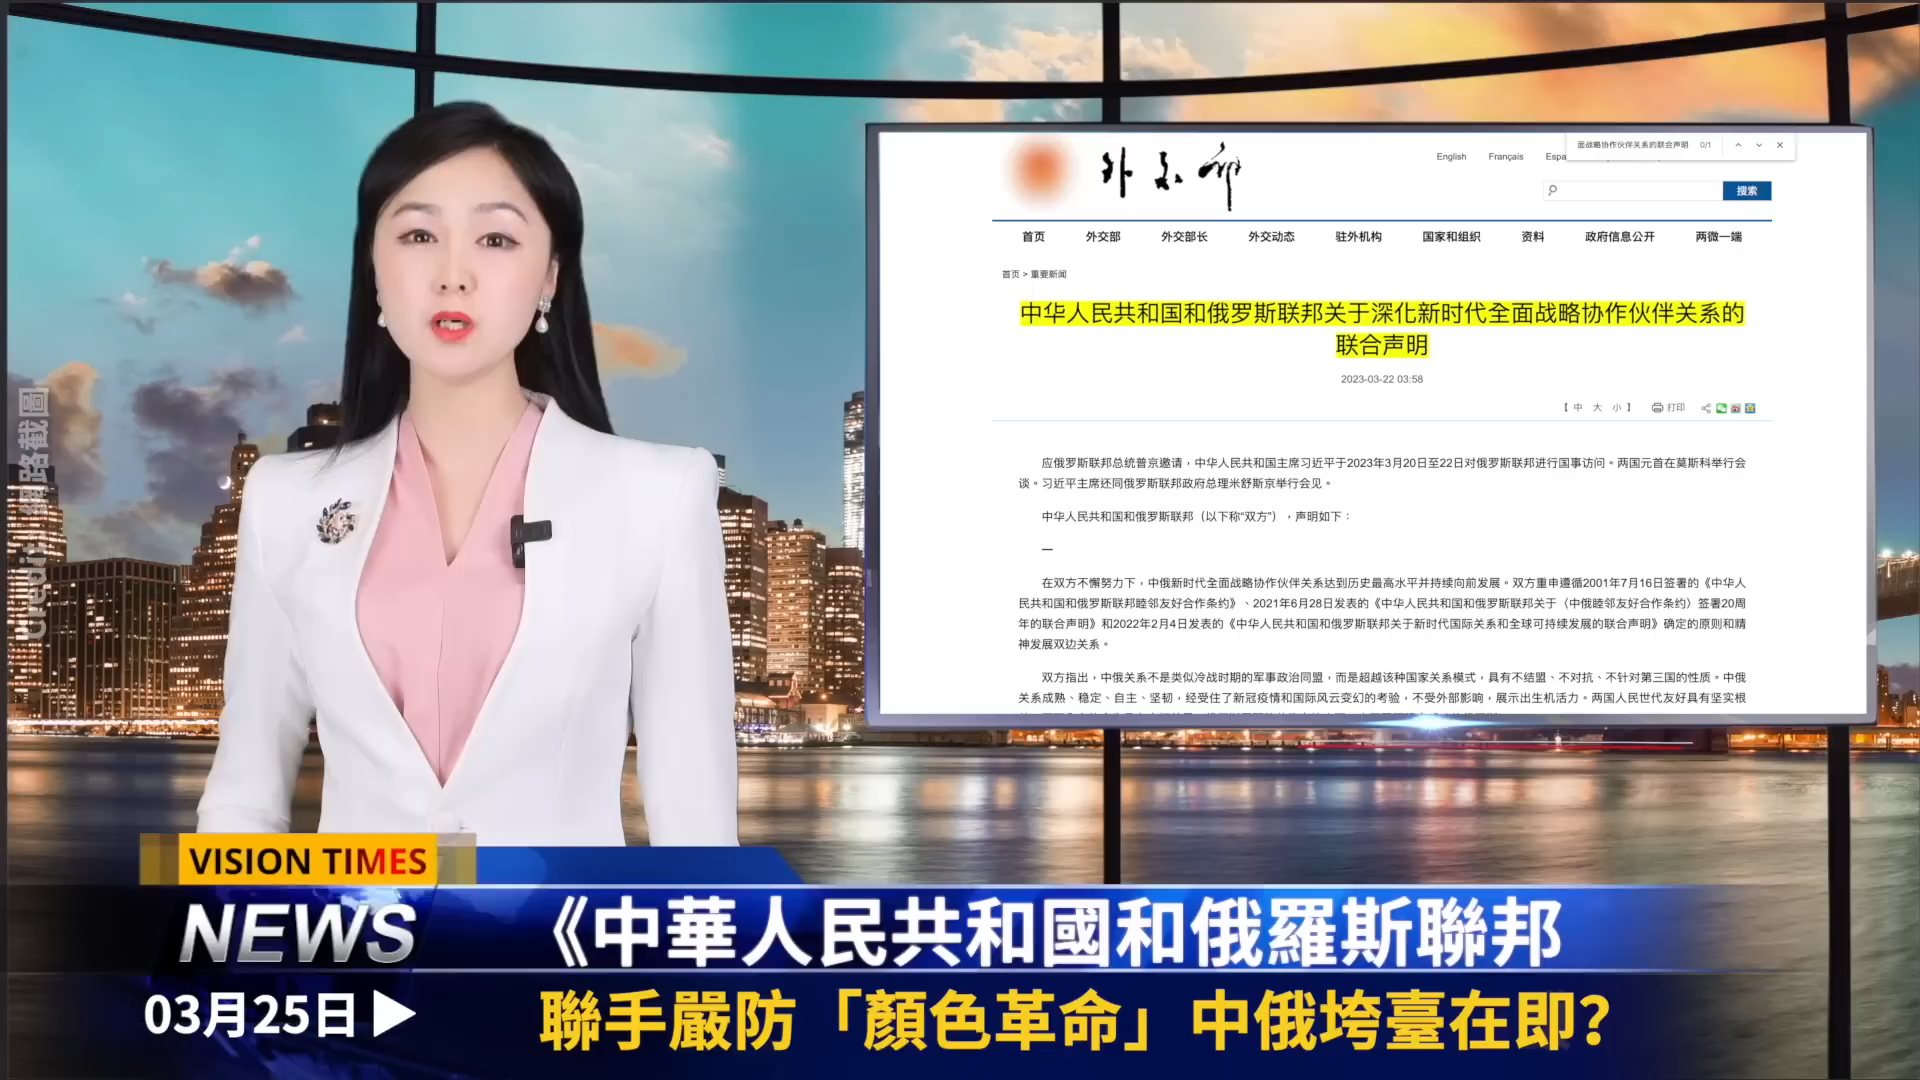 English
Français
Espa
面战略协作伙伴关系的联合声明 0/1
外交部
搜索
首页 外交部 外交部长 外交动态 驻外机构 国家和组织 资料 政府信息公开 两微一端
首页 > 重要新闻
中华人民共和国和俄罗斯联邦关于深化新时代全面战略协作伙伴关系的
联合声明
2023-03-22 03:58
【 中 大 小 】 打印
应俄罗斯联邦总统普京邀请，中华人民共和国主席习近平于2023年3月20日至22日对俄罗斯联邦进行国事访问。两国元首在莫斯科举行会
谈。习近平主席还同俄罗斯联邦政府总理米舒斯京举行会见。
中华人民共和国和俄罗斯联邦（以下称“双方”），声明如下：
一
在双方不懈努力下，中俄新时代全面战略协作伙伴关系达到历史最高水平并持续向前发展。双方重申遵循2001年7月16日签署的《中华人
民共和国和俄罗斯联邦睦邻友好合作条约》、2021年6月28日发表的《中华人民共和国和俄罗斯联邦关于〈中俄睦邻友好合作条约〉签署20周
年的联合声明》和2022年2月4日发表的《中华人民共和国和俄罗斯联邦关于新时代国际关系和全球可持续发展的联合声明》确定的原则和精
神发展双边关系。
双方指出，中俄关系不是类似冷战时期的军事政治同盟，而是超越该种国家关系模式，具有不结盟、不对抗、不针对第三国的性质。中俄
关系成熟、稳定、自主、坚韧，经受住了新冠疫情和国际风云变幻的考验，不受外部影响，展示出生机活力。两国人民世代友好具有坚实根
Credit: 網路截圖
VISION TIMES
NEWS
《中華人民共和國和俄羅斯聯邦
03月25日
聯手嚴防「顏色革命」中俄垮臺在即？